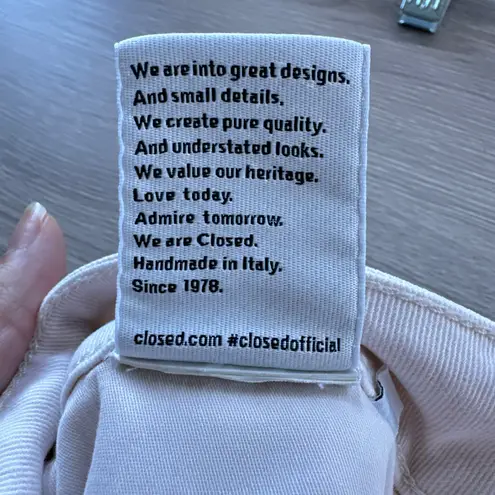 We are into great designs.
And small details.
We create pure quality.
And understated looks.
We value our heritage.
Love today.
Admire tomorrow.
We are Closed.
Handmade in Italy.
Since 1978.
closed.com #closedofficial